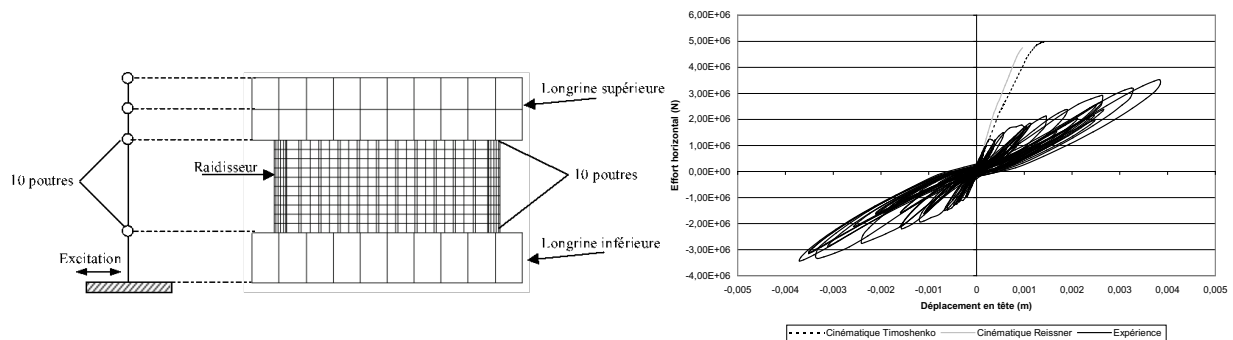 Longrine supérieure
Raidisseur
10 poutres
10 poutres
Longrine inférieure
Excitation
6,00E+06
5,00E+06
4,00E+06
3,00E+06
2,00E+06
1,00E+06
0,00E+00
-1,00E+06
-2,00E+06
-3,00E+06
-4,00E+06
Effort horizontal (N)
-0,005 -0,004 -0,003 -0,002 -0,001 0 0,001 0,002 0,003 0,004 0,005
Déplacement en tête (m)
Cinématique Timoshenko Cinématique Reissner Expérience